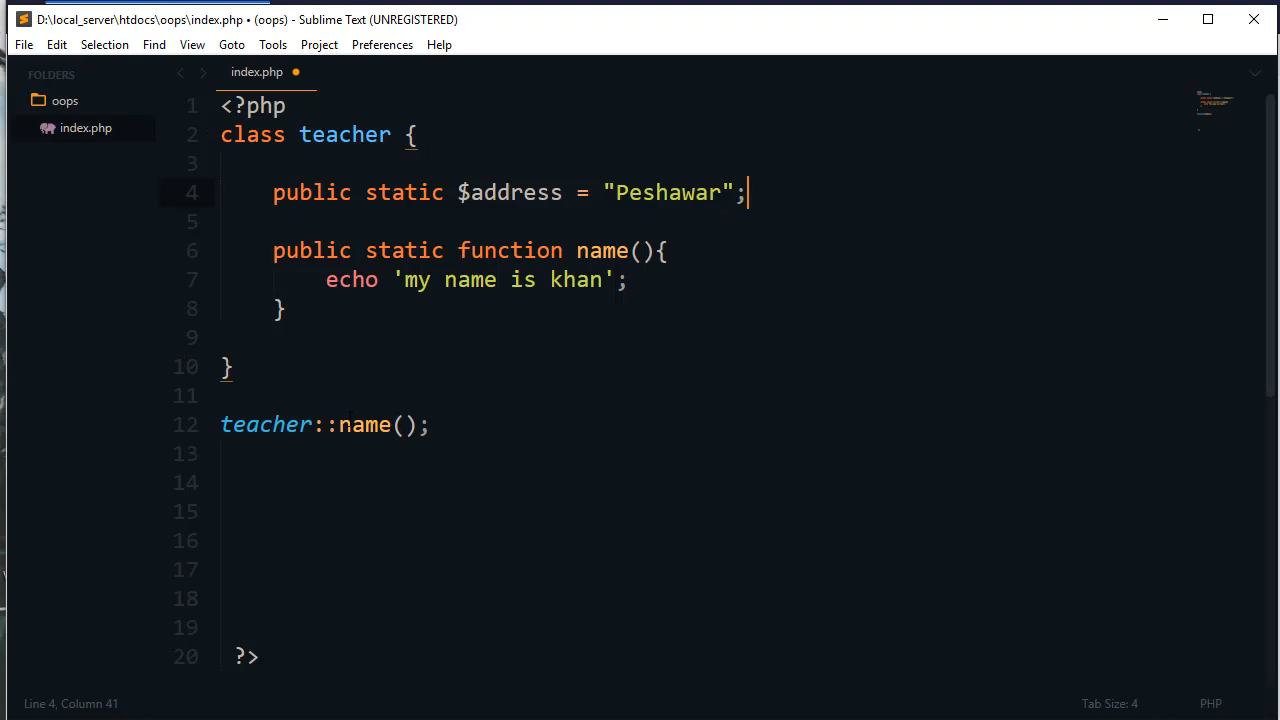 D:\local_server\htdocs\oops\index.php • (oops) - Sublime Text (UNREGISTERED)
File Edit Selection Find View Goto Tools Project Preferences Help
FOLDERS
oops
index.php
index.php
1 <?php
2 class teacher {
3
4 public static $address = "Peshawar";
5
6 public static function name(){
7 echo 'my name is khan';
8 }
9
10 }
11
12 teacher::name();
13
14
15
16
17
18
19
20 ?>
Line 4, Column 41
Tab Size: 4
PHP